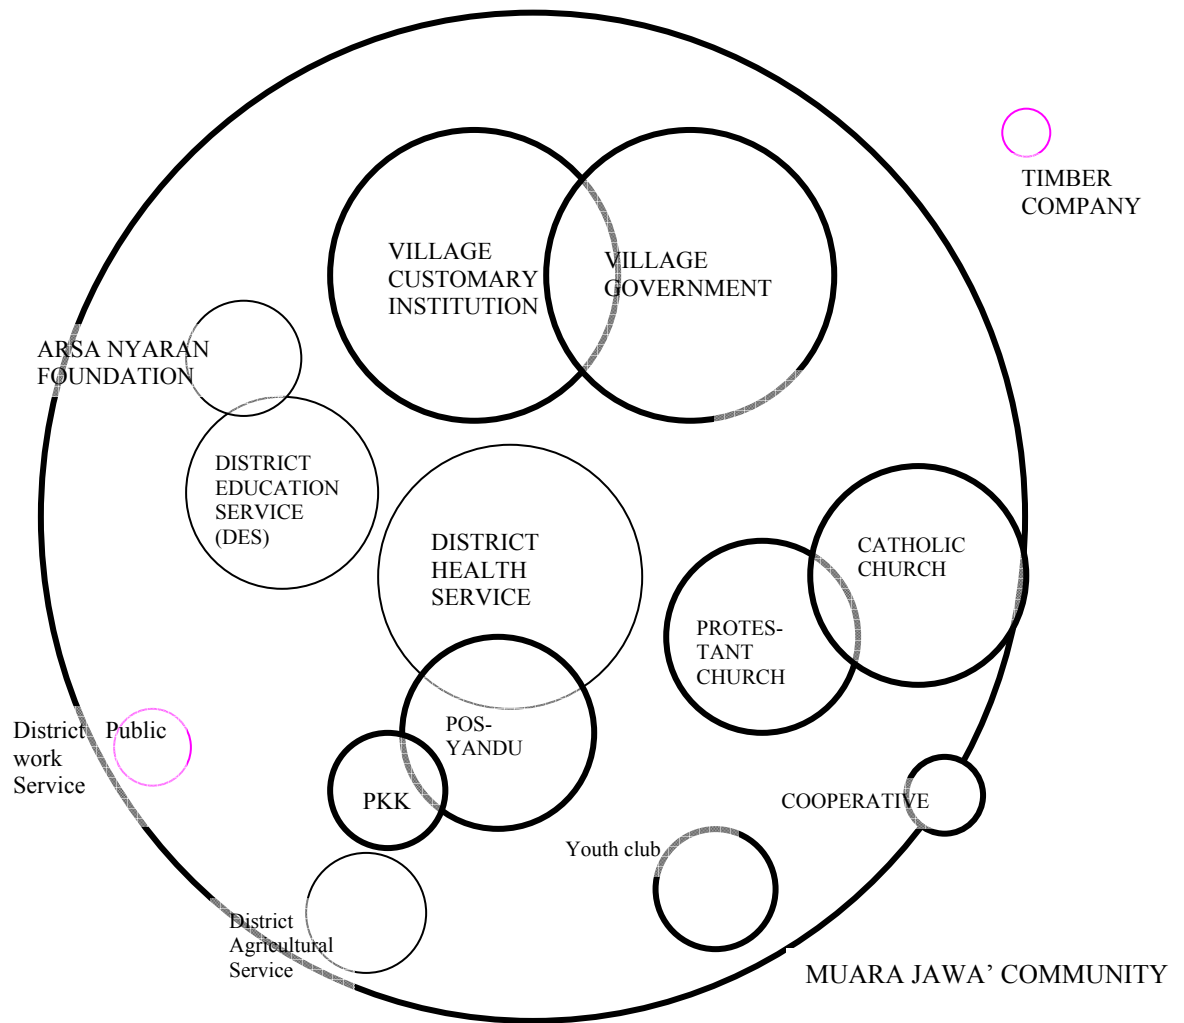 TIMBER
COMPANY
VILLAGE
CUSTOMARY
INSTITUTION
VILLAGE
GOVERNMENT
ARSA NYARAN
FOUNDATION
DISTRICT
EDUCATION
SERVICE
(DES)
DISTRICT
HEALTH
SERVICE
CATHOLIC
CHURCH
PROTES-
TANT
CHURCH
District Public
work
Service
POS-
YANDU
PKK
COOPERATIVE
Youth club
District
Agricultural
Service
MUARA JAWA’ COMMUNITY